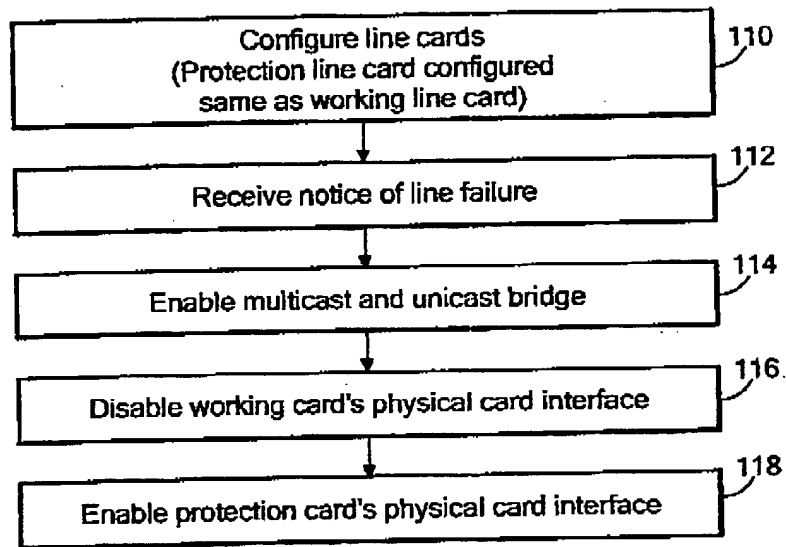 Configure line cards
(Protection line card configured
same as working line card)
110
Receive notice of line failure
112
Enable multicast and unicast bridge
114
Disable working card's physical card interface
116
Enable protection card's physical card interface
118